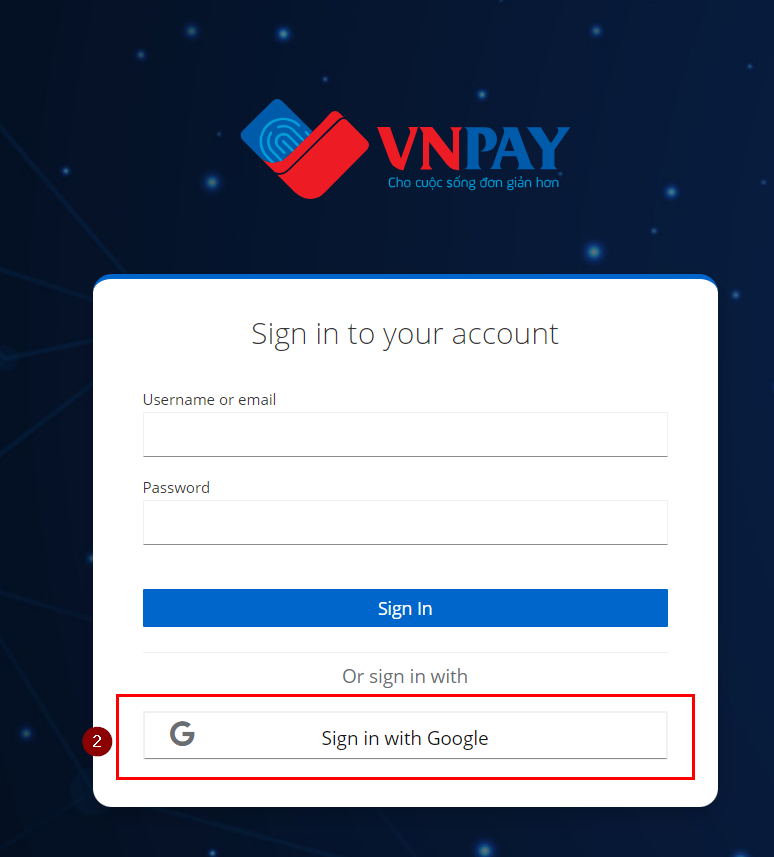 VNPAY
Cho cuộc sống đơn giản hơn
Sign in to your account
Username or email
Password
Sign In
Or sign in with
2
G Sign in with Google